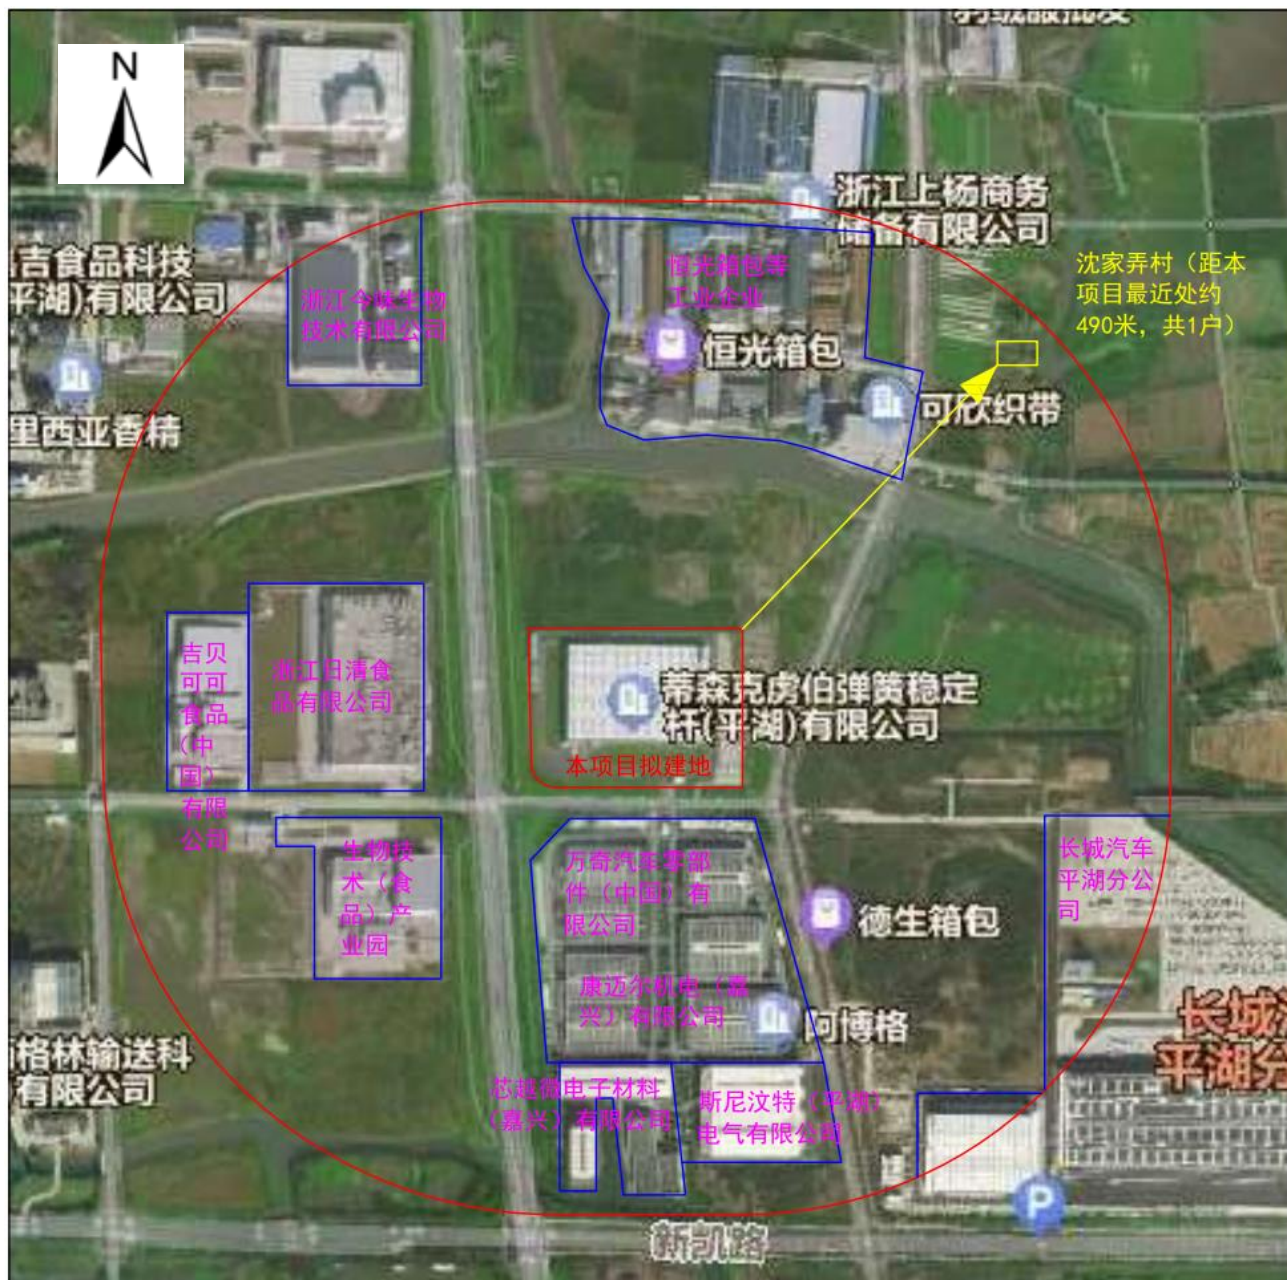 N
浙江上杨商务
储备有限公司
沈家弄村（距本
项目最近处约
490米，共1户）
吉食品科技
平湖)有限公司
浙江今味生物
技术有限公司
恒光箱包等
工业企业
恒光箱包
可欣织带
里西亚香精
吉贝
可可
食品
（中
国）
有限
公司
浙江日清食
品有限公司
蒂森克虏伯弹簧稳定
杆(平湖)有限公司
本项目拟建地
生物技
术（食
品）产
业园
万奇汽车零部
件（中国）有
限公司
长城汽车
平湖分公
司
德生箱包
康迈尔机电（嘉
兴）有限公司
阿博格
长城
平湖分
格林输送科
有限公司
芯越微电子材料
（嘉兴）有限公司
斯尼汶特（平湖）
电气有限公司
P
新凯路